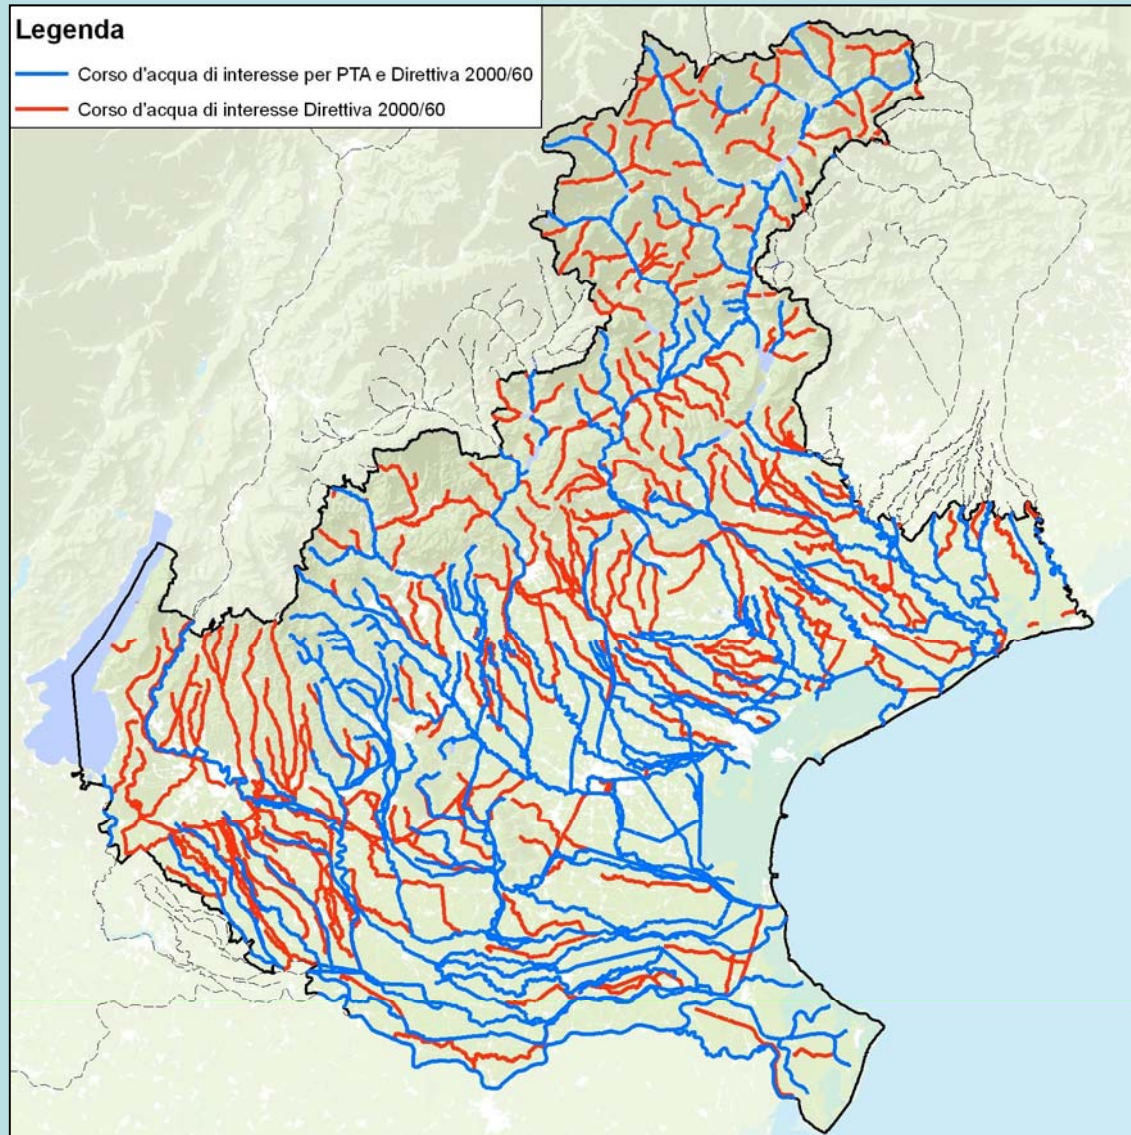 Legenda
Corso d'acqua di interesse per PTA e Direttiva 2000/60
Corso d'acqua di interesse Direttiva 2000/60